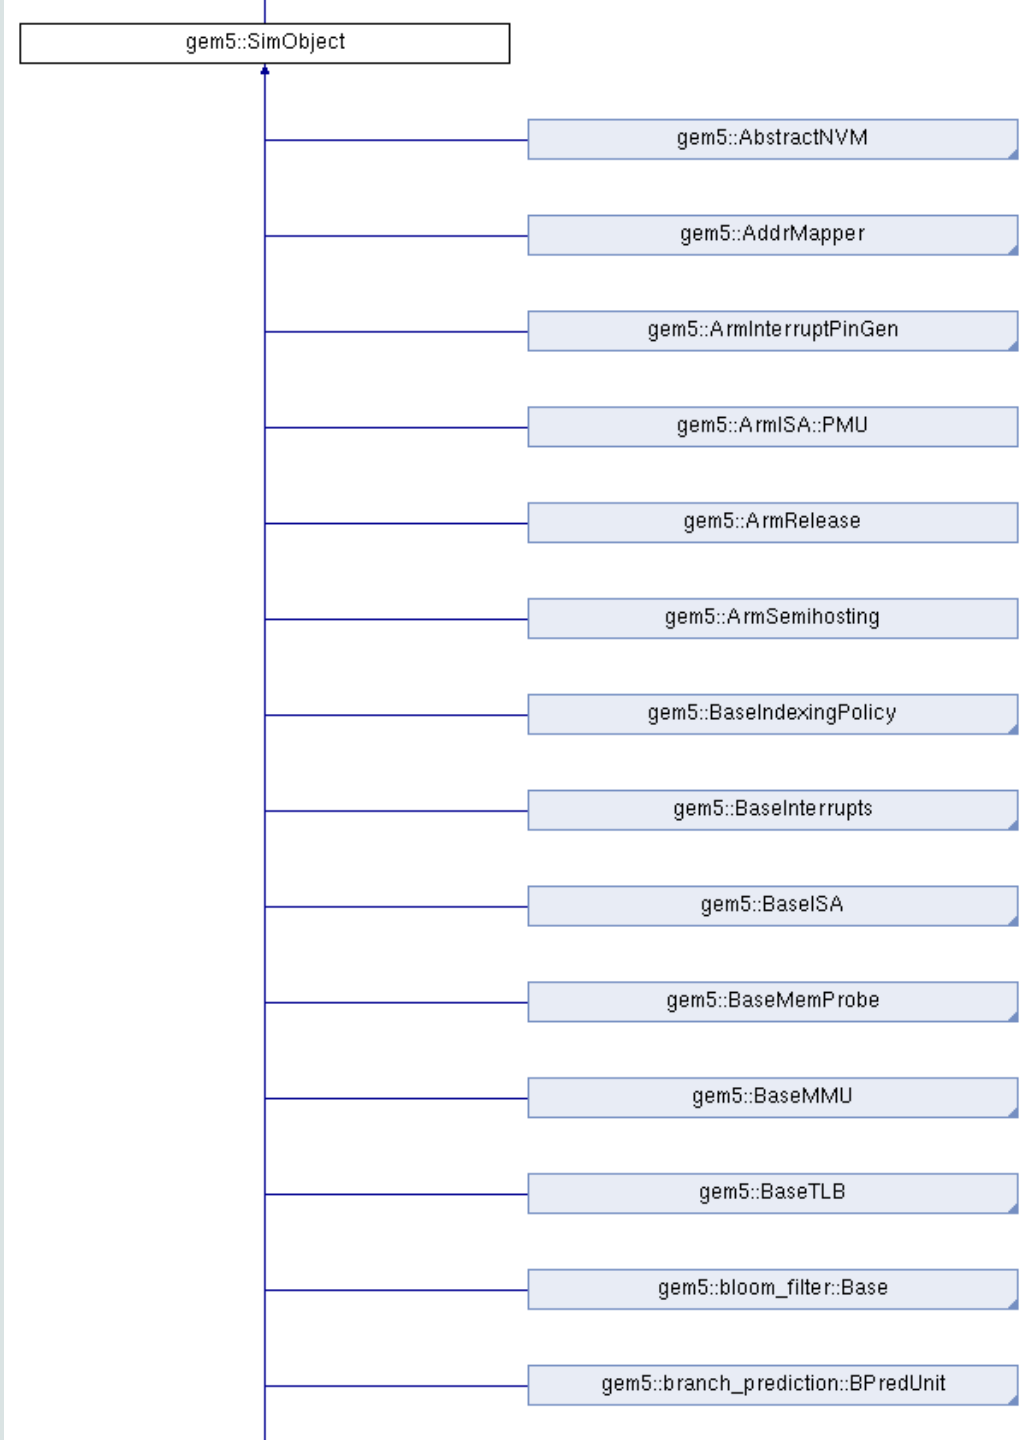 gem5::SimObject
gem5::AbstractNVM
gem5::AddrMapper
gem5::ArmInterruptPinGen
gem5::ArmISA::PMU
gem5::ArmRelease
gem5::ArmSemihosting
gem5::BaseIndexingPolicy
gem5::BaseInterrupts
gem5::BaseISA
gem5::BaseMemProbe
gem5::BaseMMU
gem5::BaseTLB
gem5::bloom_filter::Base
gem5::branch_prediction::BPredUnit